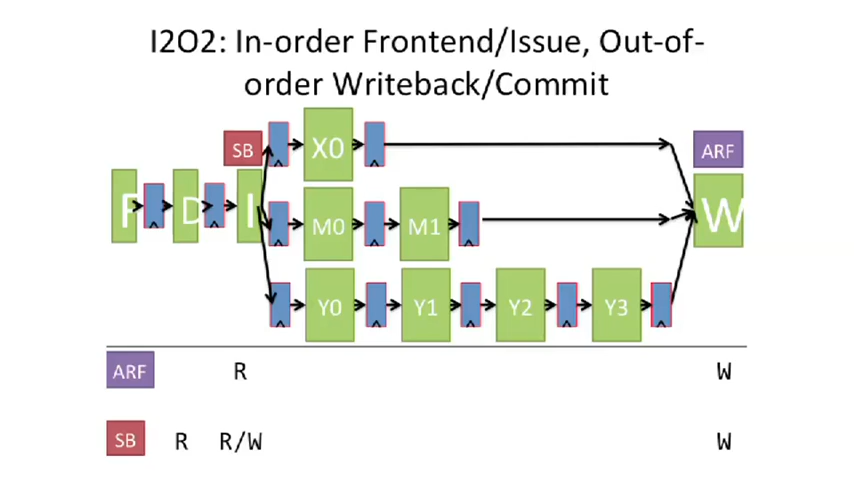 I2O2: In-order Frontend/Issue, Out-of-
order Writeback/Commit
SB X0 ARF
F D I M0 M1 W
Y0 Y1 Y2 Y3
ARF R W
SB R R/W W